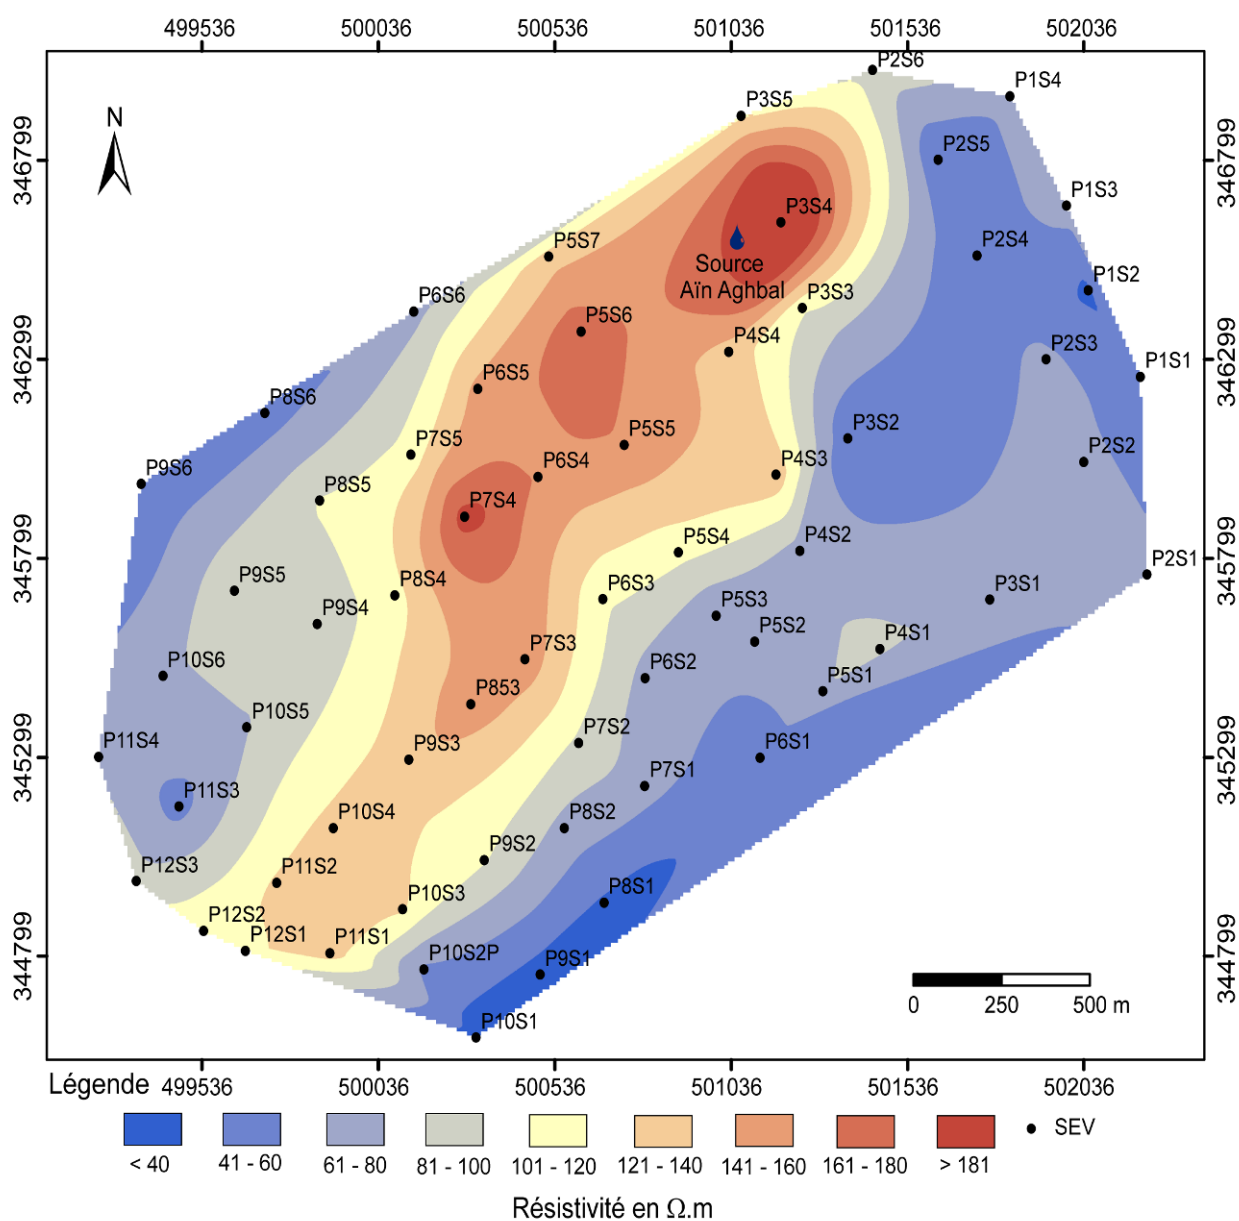 499536 500036 500536 501036 501536 502036
P2S6
P1S4
P3S5
N
346799
346799
P2S5
P1S3
P3S4
P5S7
P2S4
Source
Aïn Aghbal
P1S2
P6S6
P3S3
P5S6
P4S4
346299
346299
P2S3
P1S1
P6S5
P8S6
P3S2
P7S5
P5S5
P2S2
P9S6
P6S4
P4S3
P8S5
P7S4
P5S4
P4S2
345799
345799
P2S1
P9S5
P8S4
P6S3
P3S1
P9S4
P5S3
P5S2
P4S1
P10S6
P7S3
P6S2
P5S1
P853
P10S5
P11S4
P9S3
P7S2
P6S1
345299
345299
P11S3
P7S1
P10S4
P8S2
P12S3
P11S2
P9S2
P8S1
P10S3
P12S2
P12S1
P11S1
P10S2P
P9S1
344799
344799
P10S1
0 250 500 m
Légende 499536 500036 500536 501036 501536 502036
SEV
< 40 41 - 60 61 - 80 81 - 100 101 - 120 121 - 140 141 - 160 161 - 180 > 181
Résistivité en Ω.m